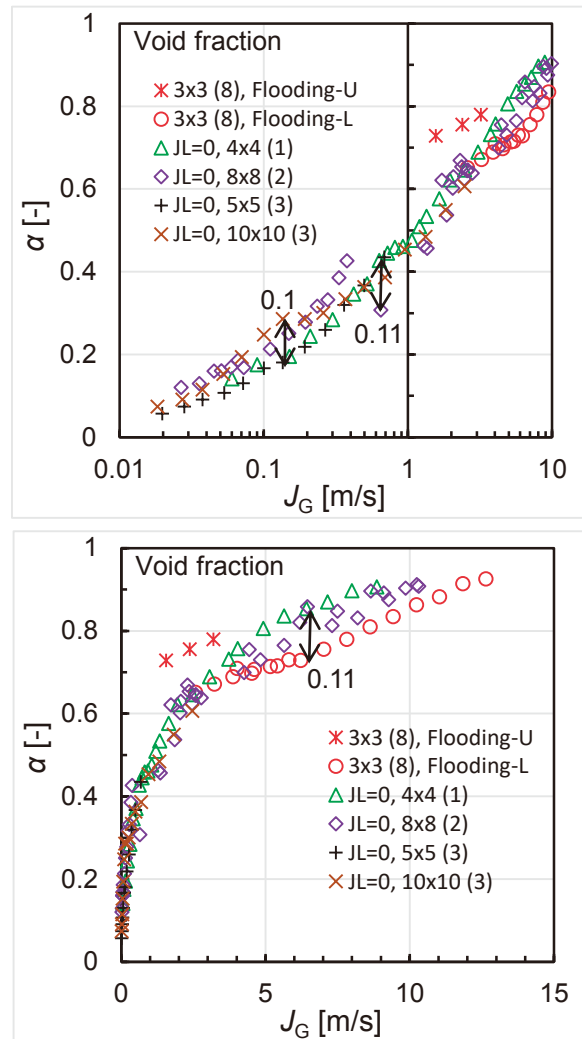 Void fraction
3x3 (8), Flooding-U
3x3 (8), Flooding-L
JL=0, 4x4 (1)
JL=0, 8x8 (2)
JL=0, 5x5 (3)
JL=0, 10x10 (3)
1
0.8
0.6
0.4
0.2
0
α [-]
0.1
0.11
0.01
0.1
1
10
JG [m/s]
Void fraction
1
0.8
0.6
0.4
0.2
0
α [-]
0.11
3x3 (8), Flooding-U
3x3 (8), Flooding-L
JL=0, 4x4 (1)
JL=0, 8x8 (2)
JL=0, 5x5 (3)
JL=0, 10x10 (3)
0
5
10
15
JG [m/s]